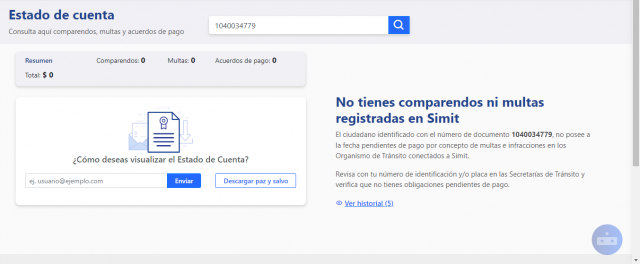 Estado de cuenta
Consulta aquí comparendos, multas y acuerdos de pago
1040034779
Resumen Comparendos: 0 Multas: 0 Acuerdos de pago: 0
Total: $ 0
¿Cómo deseas visualizar el Estado de Cuenta?
ej. usuario@ejemplo.com Enviar Descargar paz y salvo
No tienes comparendos ni multas
registradas en Simit
El ciudadano identificado con el número de documento 1040034779, no posee a
la fecha pendientes de pago por concepto de multas e infracciones en los
Organismo de Tránsito conectados a Simit.
Revisa con tu número de identificación y/o placa en las Secretarías de Tránsito y
verifica que no tienes obligaciones pendientes de pago.
Ver historial (5)